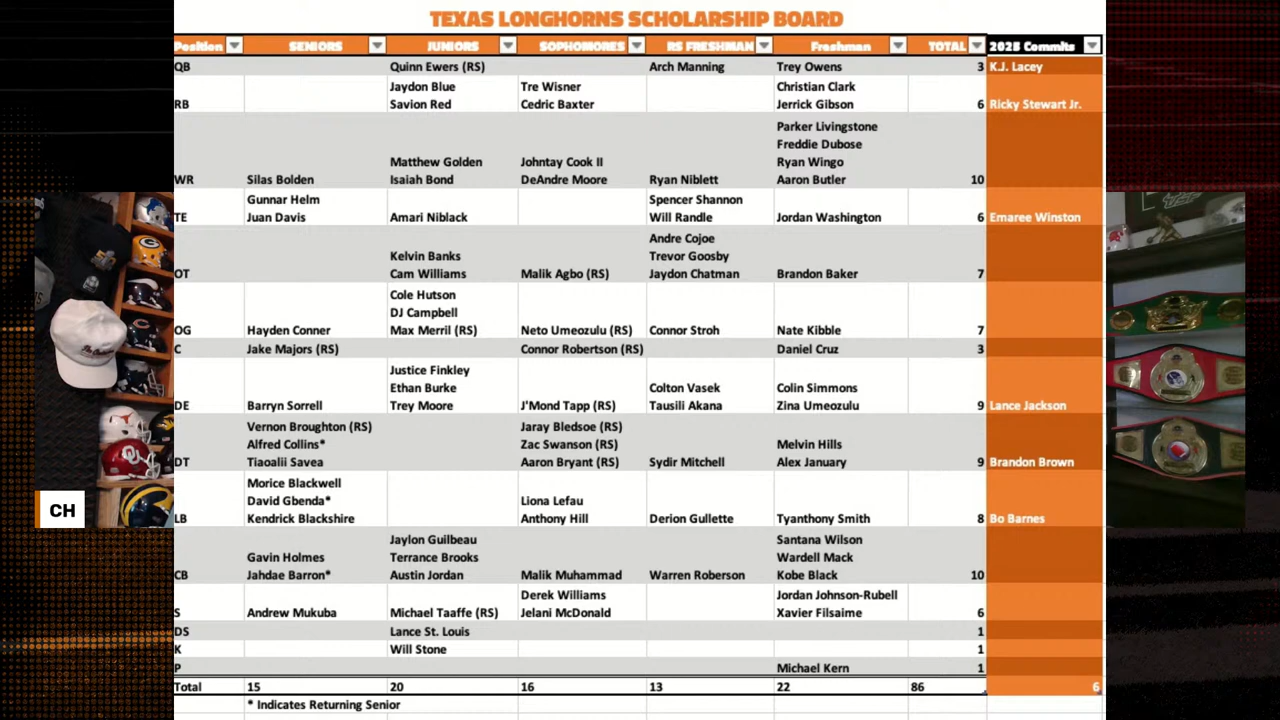 TEXAS LONGHORNS SCHOLARSHIP BOARD
Position SENIORS JUNIORS SOPHOMORES RS FRESHMAN Freshman TOTAL 2025 Commits
QB Quinn Ewers (RS) Arch Manning Trey Owens 3 K.J. Lacey
Jaydon Blue Tre Wisner Christian Clark
RB Savion Red Cedric Baxter Jerrick Gibson 6 Ricky Stewart Jr.
Parker Livingstone
Freddie Dubose
Matthew Golden Johntay Cook II Ryan Wingo
WR Silas Bolden Isaiah Bond DeAndre Moore Ryan Niblett Aaron Butler 10
Gunnar Helm Spencer Shannon
TE Juan Davis Amari Niblack Will Randle Jordan Washington 6 Emaree Winston
Andre Cojoe
Kelvin Banks Trevor Goosby
OT Cam Williams Malik Agbo (RS) Jaydon Chatman Brandon Baker 7
Cole Hutson
DJ Campbell
OG Hayden Conner Max Merril (RS) Neto Umeozulu (RS) Connor Stroh Nate Kibble 7
C Jake Majors (RS) Connor Robertson (RS) Daniel Cruz 3
Justice Finkley
Ethan Burke Colton Vasek Colin Simmons
DE Barryn Sorrell Trey Moore J'Mond Tapp (RS) Tausili Akana Zina Umeozulu 9 Lance Jackson
Vernon Broughton (RS) Jaray Bledsoe (RS)
Alfred Collins* Zac Swanson (RS) Melvin Hills
DT Tiaoalii Savea Aaron Bryant (RS) Sydir Mitchell Alex January 9 Brandon Brown
Morice Blackwell
David Gbenda* Liona Lefau
LB Kendrick Blackshire Anthony Hill Derion Gullette Tyanthony Smith 8 Bo Barnes
Jaylon Guilbeau Santana Wilson
Gavin Holmes Terrance Brooks Wardell Mack
CB Jahdae Barron* Austin Jordan Malik Muhammad Warren Roberson Kobe Black 10
Derek Williams Jordan Johnson-Rubell
S Andrew Mukuba Michael Taaffe (RS) Jelani McDonald Xavier Filsaime 6
DS Lance St. Louis 1
K Will Stone 1
P Michael Kern 1
Total 15 20 16 13 22 86 6
* Indicates Returning Senior
CH